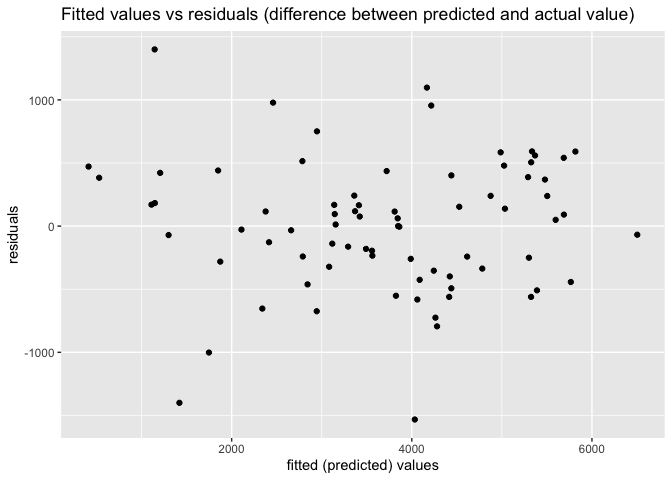 Fitted values vs residuals (difference between predicted and actual value)
1000
0
-1000
residuals
2000
4000
6000
fitted (predicted) values